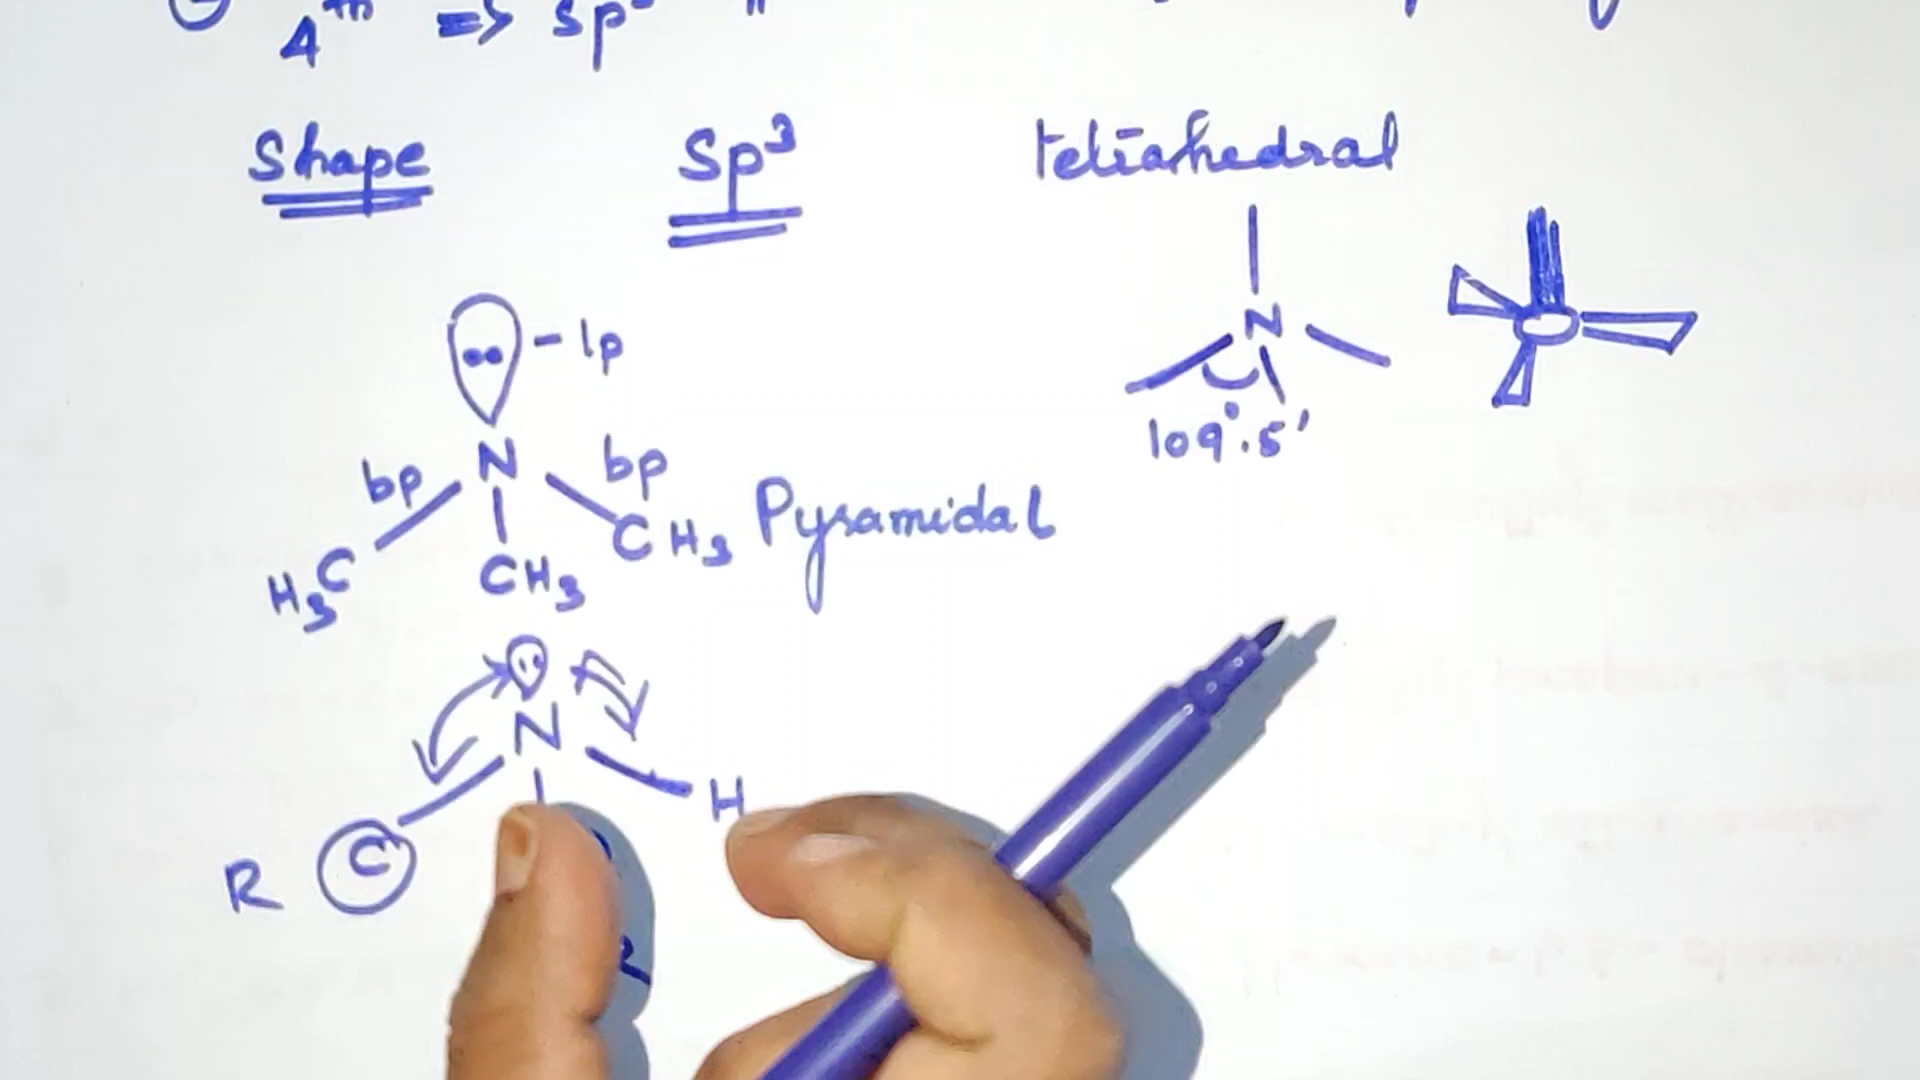 4th => sp
Shape Sp³ tetrahedral
- lp
N
109°.5'
bp N bp
H₃C CH₃ CH₃ Pyramidal
N
H
R C